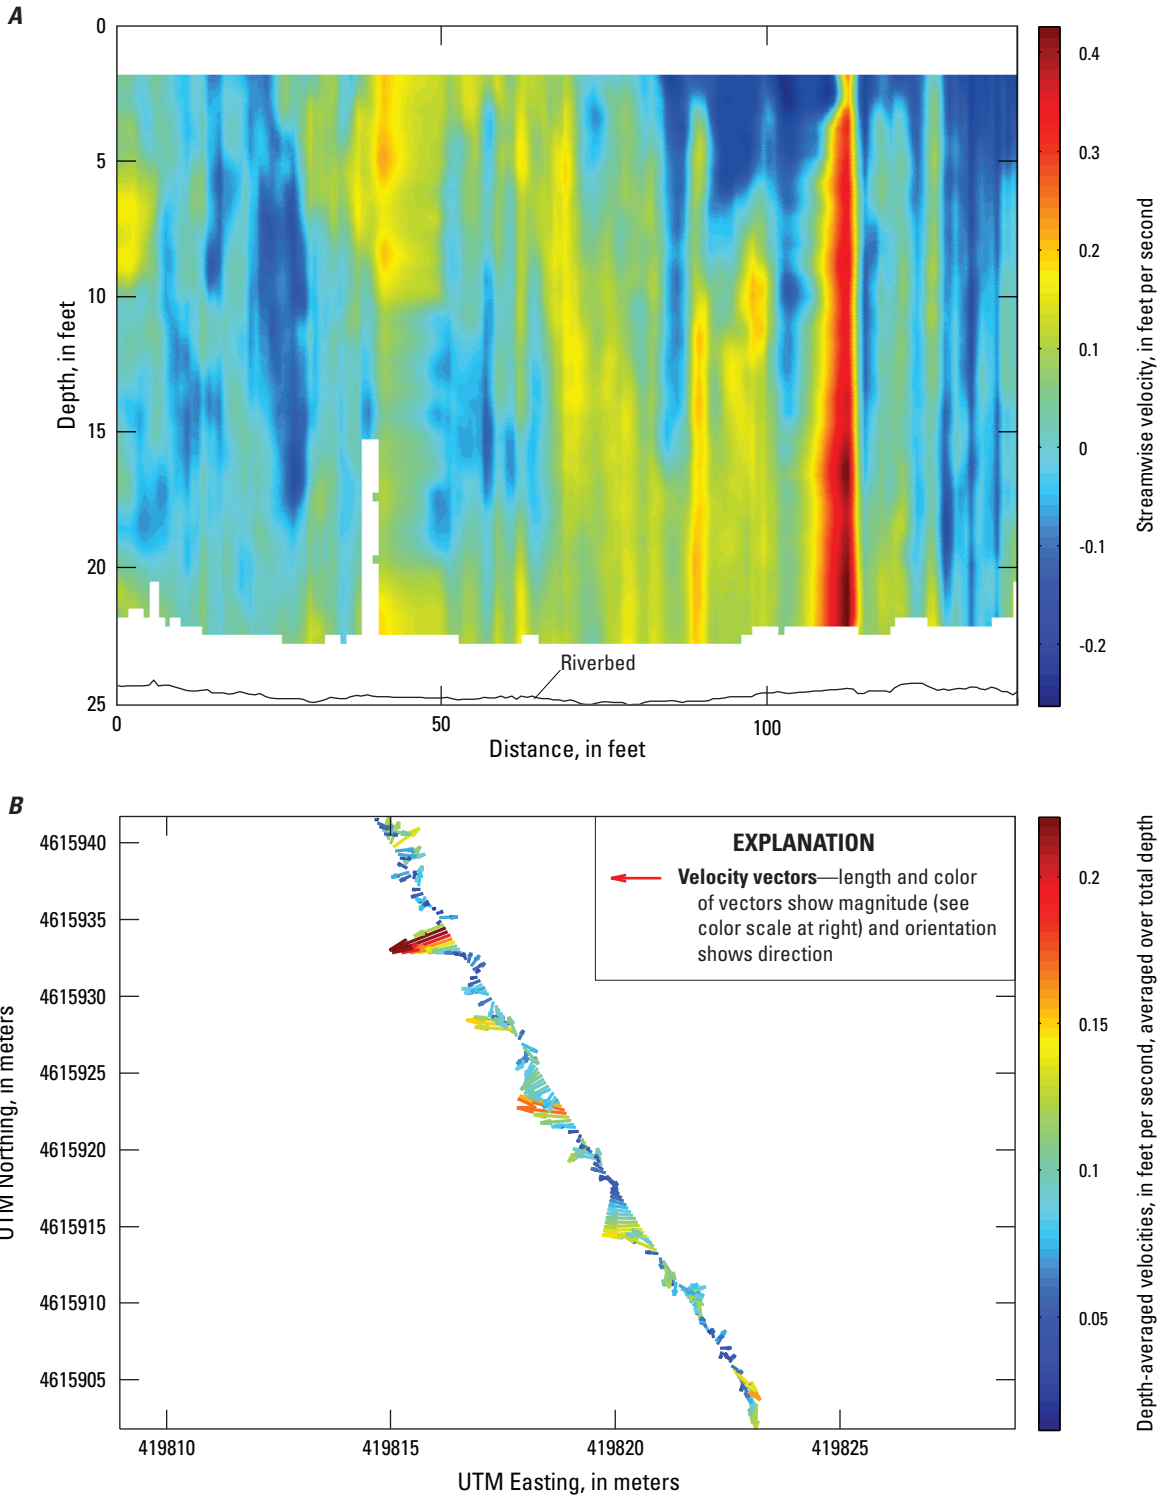 A
0
5
10
15
20
25
Depth, in feet
Riverbed
0
50
100
Distance, in feet
0.4
0.3
0.2
0.1
0
-0.1
-0.2
Streamwise velocity, in feet per second
B
4615940
4615935
4615930
4615925
4615920
4615915
4615910
4615905
UTM Northing, in meters
EXPLANATION
Velocity vectors—length and color
of vectors show magnitude (see
color scale at right) and orientation
shows direction
419810
419815
419820
419825
UTM Easting, in meters
0.2
0.15
0.1
0.05
Depth-averaged velocities, in feet per second, averaged over total depth